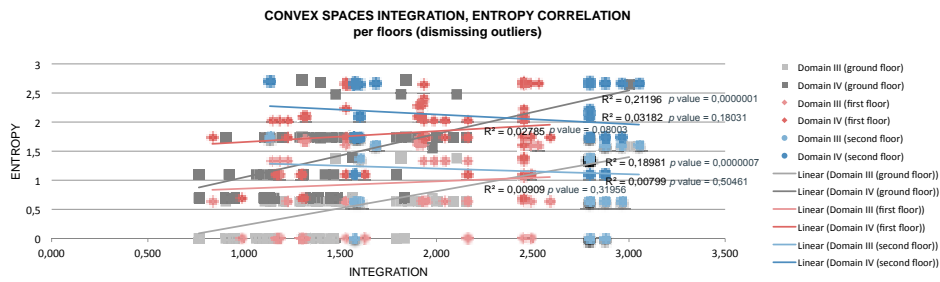 CONVEX SPACES INTEGRATION, ENTROPY CORRELATION
per floors (dismissing outliers)
ENTROPY
3
2,5
2
1,5
1
0,5
0
0,000
0,500
1,000
1,500
2,000
2,500
3,000
3,500
INTEGRATION
R² = 0,21196 p value = 0,0000001
R² = 0,03182 p value = 0,18031
R² = 0,02785 p value = 0,08003
R² = 0,18981 p value = 0,0000007
R² = 0,00799 p value = 0,50461
R² = 0,00909 p value = 0,31956
Domain III (ground floor)
Domain IV (ground floor)
Domain III (first floor)
Domain IV (first floor)
Domain III (second floor)
Domain IV (second floor)
Linear (Domain III (ground floor))
Linear (Domain IV (ground floor))
Linear (Domain III (first floor))
Linear (Domain IV (first floor))
Linear (Domain III (second floor))
Linear (Domain IV (second floor))